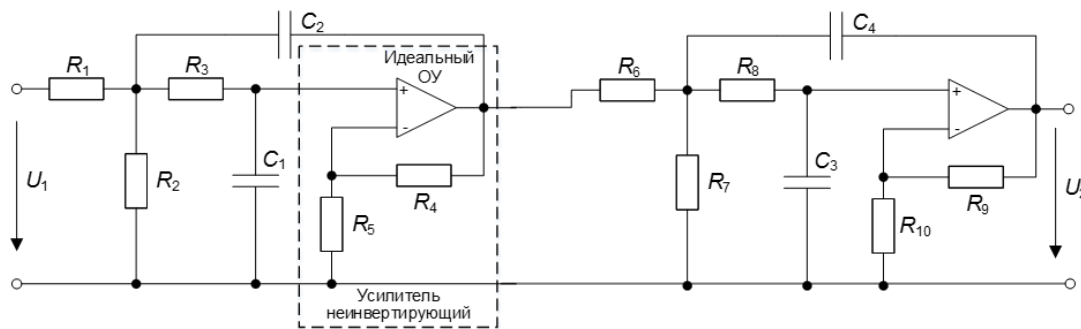 C2
C4
Идеальный
ОУ
R1
R3
R6
R8
+
-
+
-
U1
R2
C1
R4
R5
R7
C3
R9
R10
U2
Усилитель
неинвертирующий